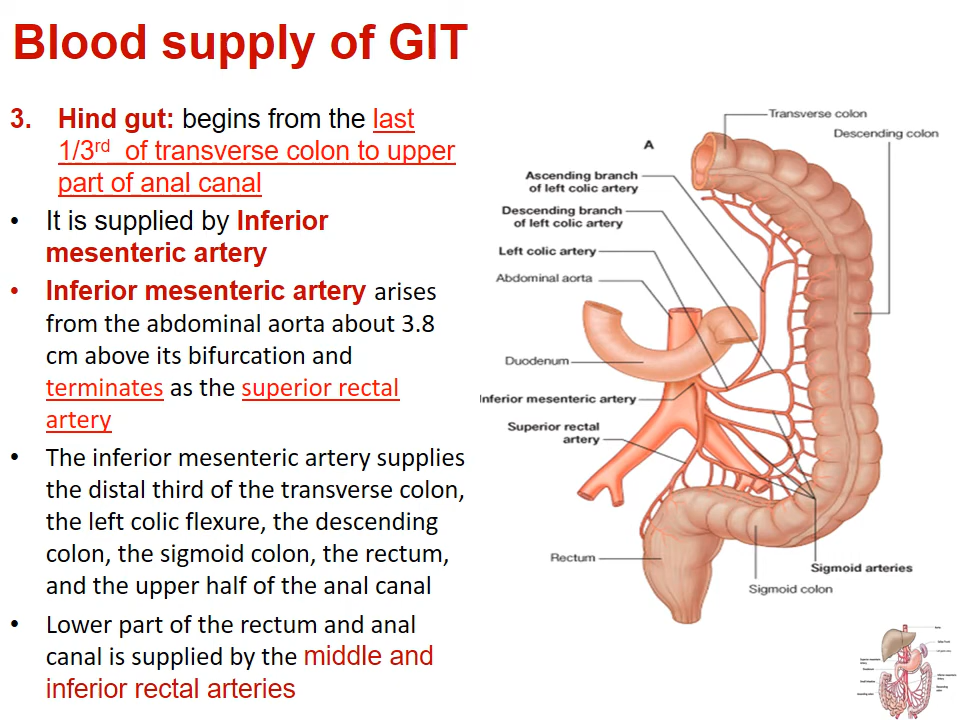 Blood supply of GIT
3. Hind gut: begins from the last
1/3rd of transverse colon to upper
part of anal canal
• It is supplied by Inferior
mesenteric artery
• Inferior mesenteric artery arises
from the abdominal aorta about 3.8
cm above its bifurcation and
terminates as the superior rectal
artery
• The inferior mesenteric artery supplies
the distal third of the transverse colon,
the left colic flexure, the descending
colon, the sigmoid colon, the rectum,
and the upper half of the anal canal
• Lower part of the rectum and anal
canal is supplied by the middle and
inferior rectal arteries
Transverse colon
Descending colon
A
Ascending branch
of left colic artery
Descending branch
of left colic artery
Left colic artery
Abdominal aorta
Duodenum
Inferior mesenteric artery
Superior rectal
artery
Rectum
Sigmoid arteries
Sigmoid colon